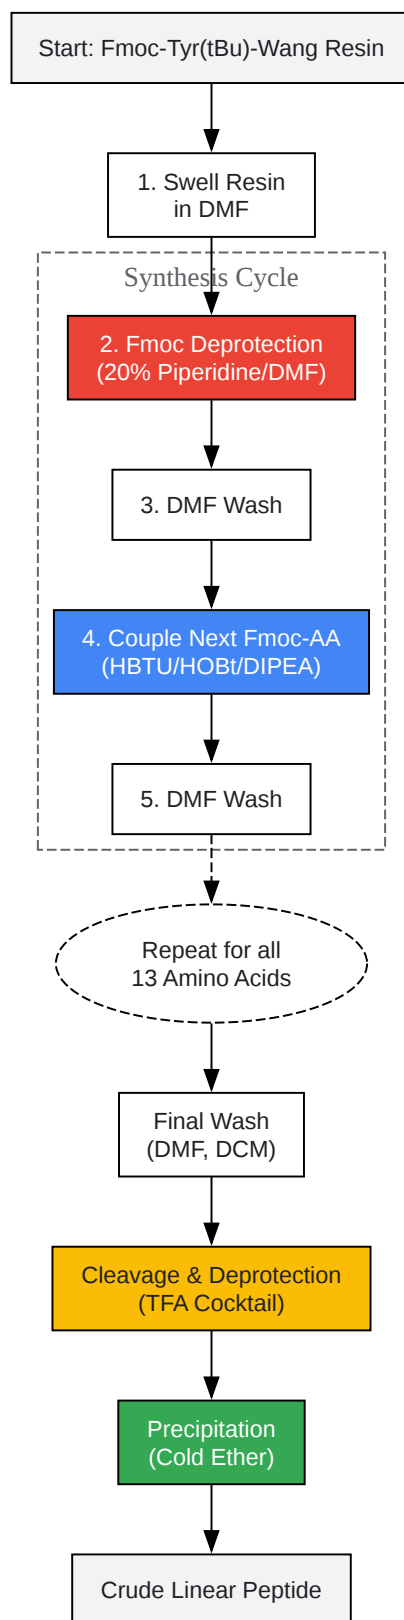 Start: Fmoc-Tyr(tBu)-Wang Resin
1. Swell Resin
in DMF
Synthesis Cycle
2. Fmoc Deprotection
(20% Piperidine/DMF)
3. DMF Wash
4. Couple Next Fmoc-AA
(HBTU/HOBt/DIPEA)
5. DMF Wash
Repeat for all
13 Amino Acids
Final Wash
(DMF, DCM)
Cleavage & Deprotection
(TFA Cocktail)
Precipitation
(Cold Ether)
Crude Linear Peptide